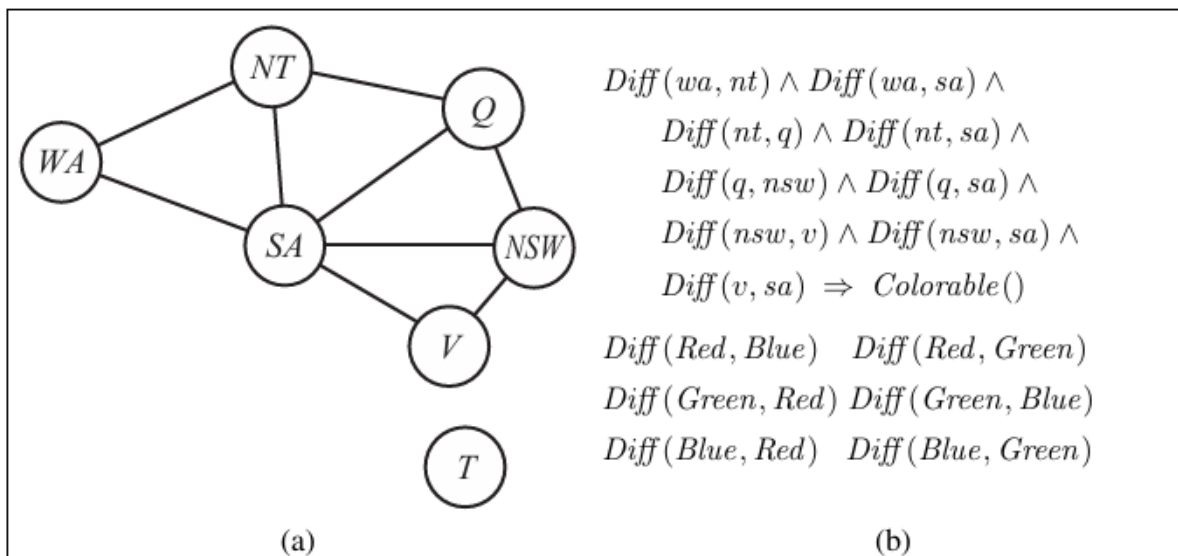 NT
Q
WA
SA
NSW
V
T
(a)
Diff(wa, nt) ∧ Diff(wa, sa) ∧
Diff(nt, q) ∧ Diff(nt, sa) ∧
Diff(q, nsw) ∧ Diff(q, sa) ∧
Diff(nsw, v) ∧ Diff(nsw, sa) ∧
Diff(v, sa) ⇒ Colorable()
Diff(Red, Blue) Diff(Red, Green)
Diff(Green, Red) Diff(Green, Blue)
Diff(Blue, Red) Diff(Blue, Green)
(b)